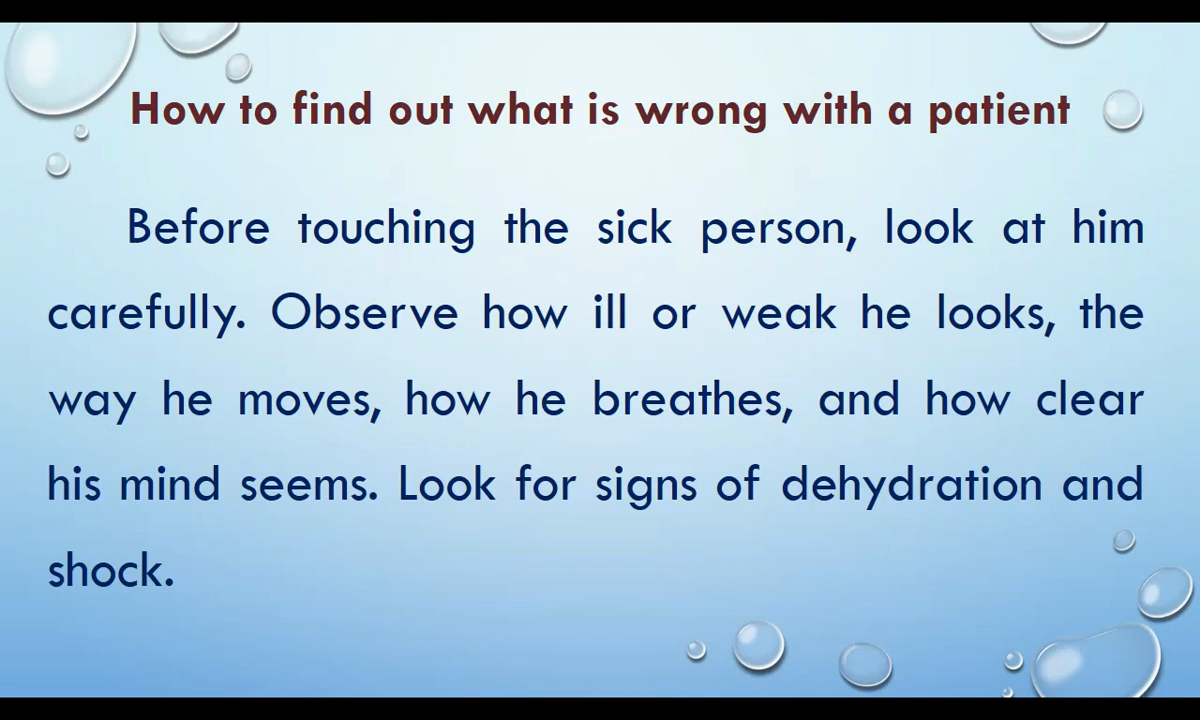 How to find out what is wrong with a patient
Before touching the sick person, look at him
carefully. Observe how ill or weak he looks, the
way he moves, how he breathes, and how clear
his mind seems. Look for signs of dehydration and
shock.